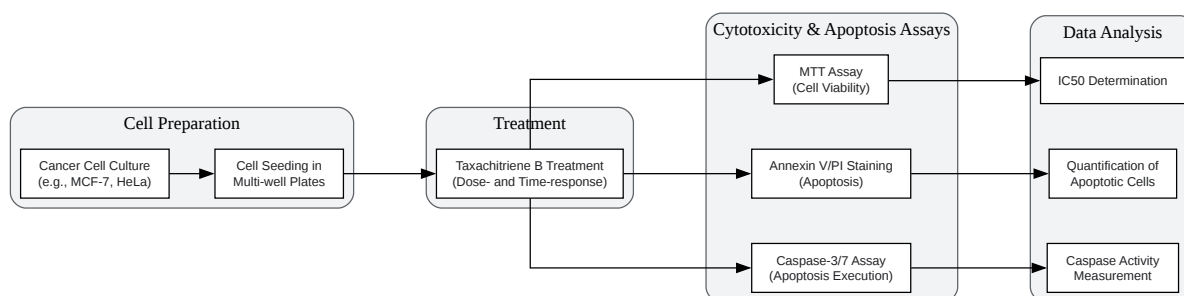 Cell Preparation
Cancer Cell Culture
(e.g., MCF-7, HeLa)
Cell Seeding in
Multi-well Plates
Treatment
Taxachitriene B Treatment
(Dose- and Time-response)
Cytotoxicity & Apoptosis Assays
MTT Assay
(Cell Viability)
Annexin V/PI Staining
(Apoptosis)
Caspase-3/7 Assay
(Apoptosis Execution)
Data Analysis
IC50 Determination
Quantification of
Apoptotic Cells
Caspase Activity
Measurement